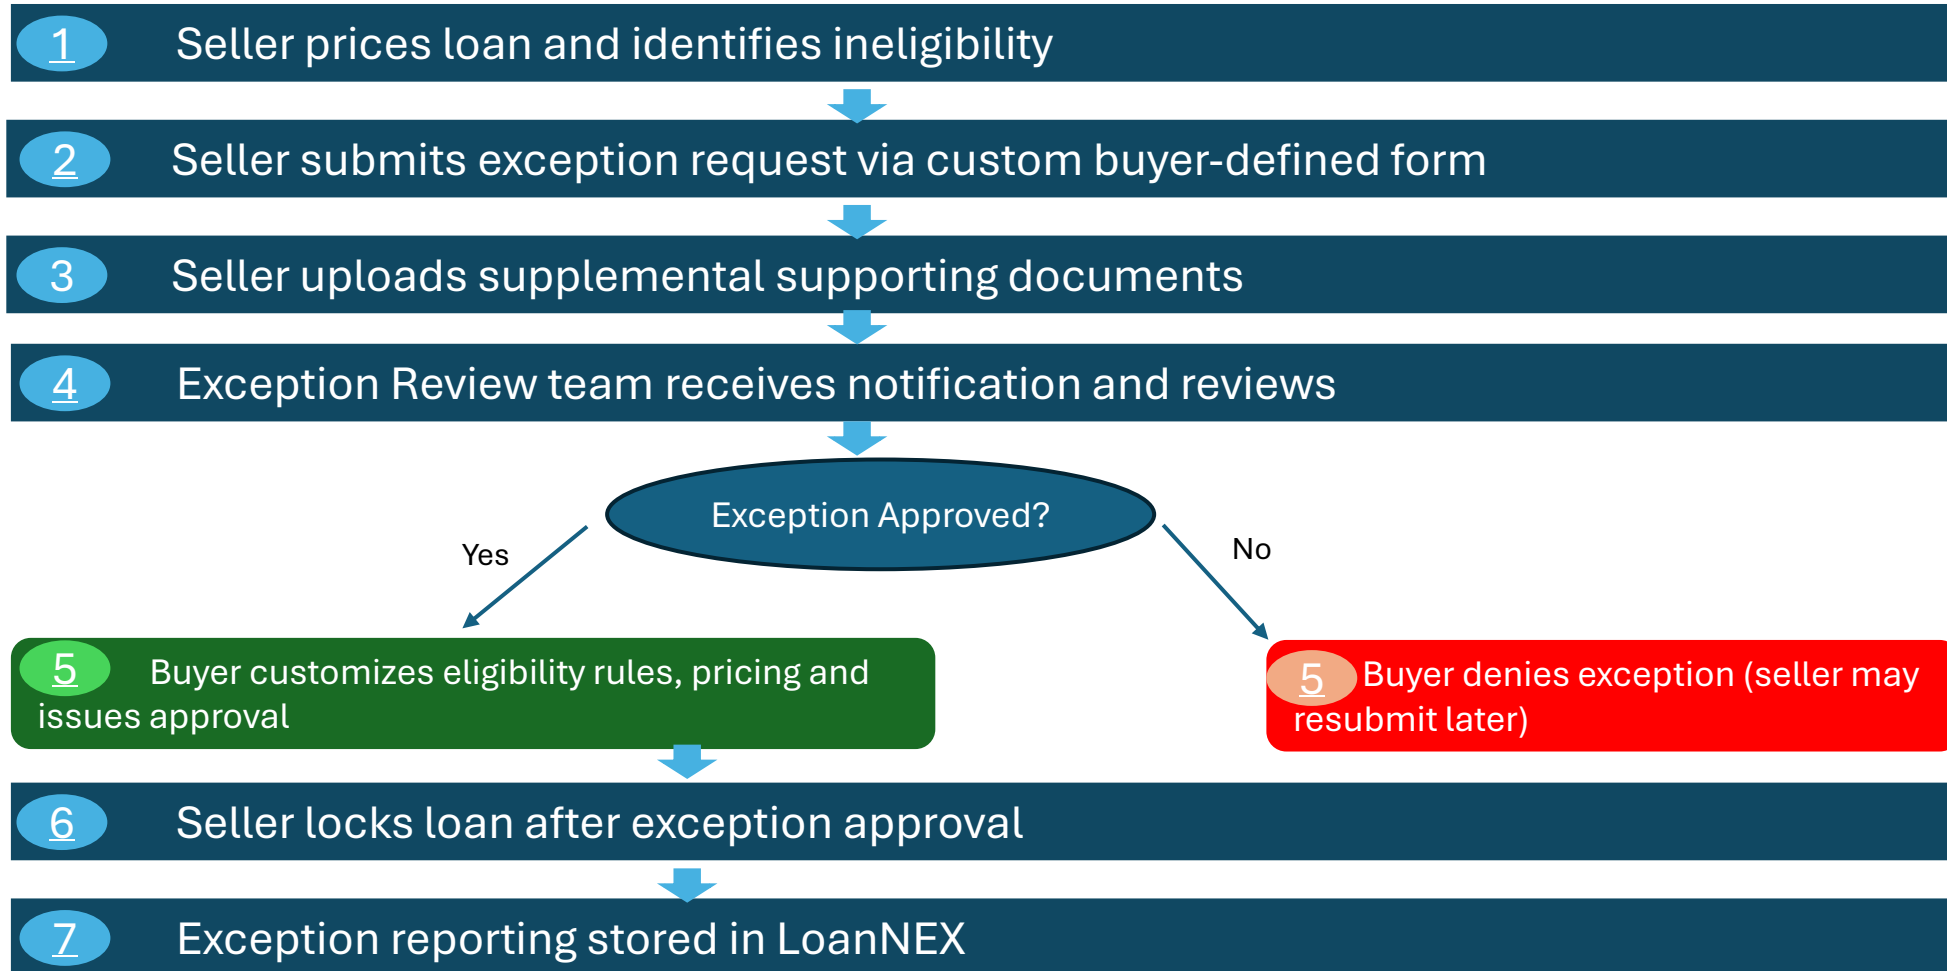 1 Seller prices loan and identifies ineligibility
2 Seller submits exception request via custom buyer-defined form
3 Seller uploads supplemental supporting documents
4 Exception Review team receives notification and reviews
Exception Approved?
Yes
No
5 Buyer customizes eligibility rules, pricing and
issues approval
5 Buyer denies exception (seller may
resubmit later)
6 Seller locks loan after exception approval
7 Exception reporting stored in LoanNEX